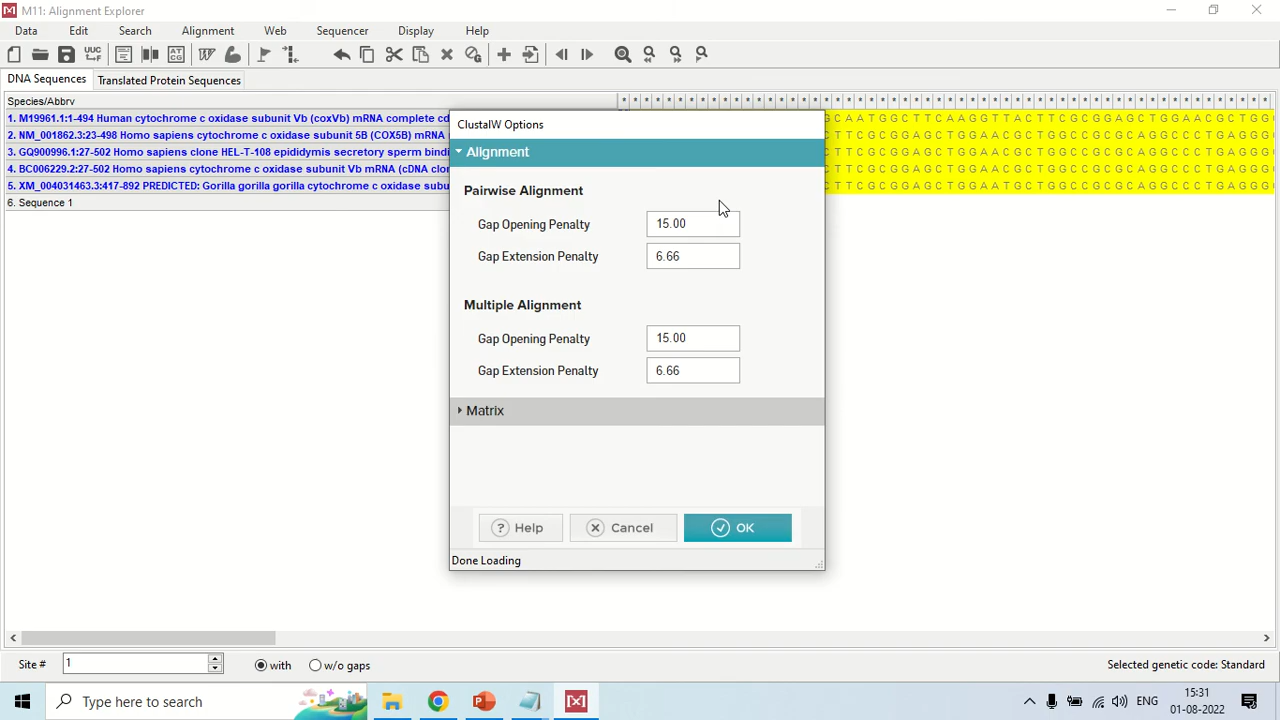 M11: Alignment Explorer
Data Edit Search Alignment Web Sequencer Display Help
DNA Sequences Translated Protein Sequences
Species/Abbrv
1. M19961.1:1-494 Human cytochrome c oxidase subunit Vb (coxVb) mRNA complete cd
2. NM_001862.3:23-498 Homo sapiens cytochrome c oxidase subunit 5B (COX5B) mRNA
3. GQ900996.1:27-502 Homo sapiens clone HEL-T-108 epididymis secretory sperm bindi
4. BC006229.2:27-502 Homo sapiens cytochrome c oxidase subunit Vb mRNA (cDNA clon
5. XM_004031463.3:417-892 PREDICTED: Gorilla gorilla gorilla cytochrome c oxidase subu
6. Sequence 1
ClustalW Options
Alignment
Pairwise Alignment
Gap Opening Penalty 15.00
Gap Extension Penalty 6.66
Multiple Alignment
Gap Opening Penalty 15.00
Gap Extension Penalty 6.66
Matrix
? Help Cancel OK
Done Loading
Site # 1 with w/o gaps Selected genetic code: Standard
Type here to search
ENG
15:31
01-08-2022